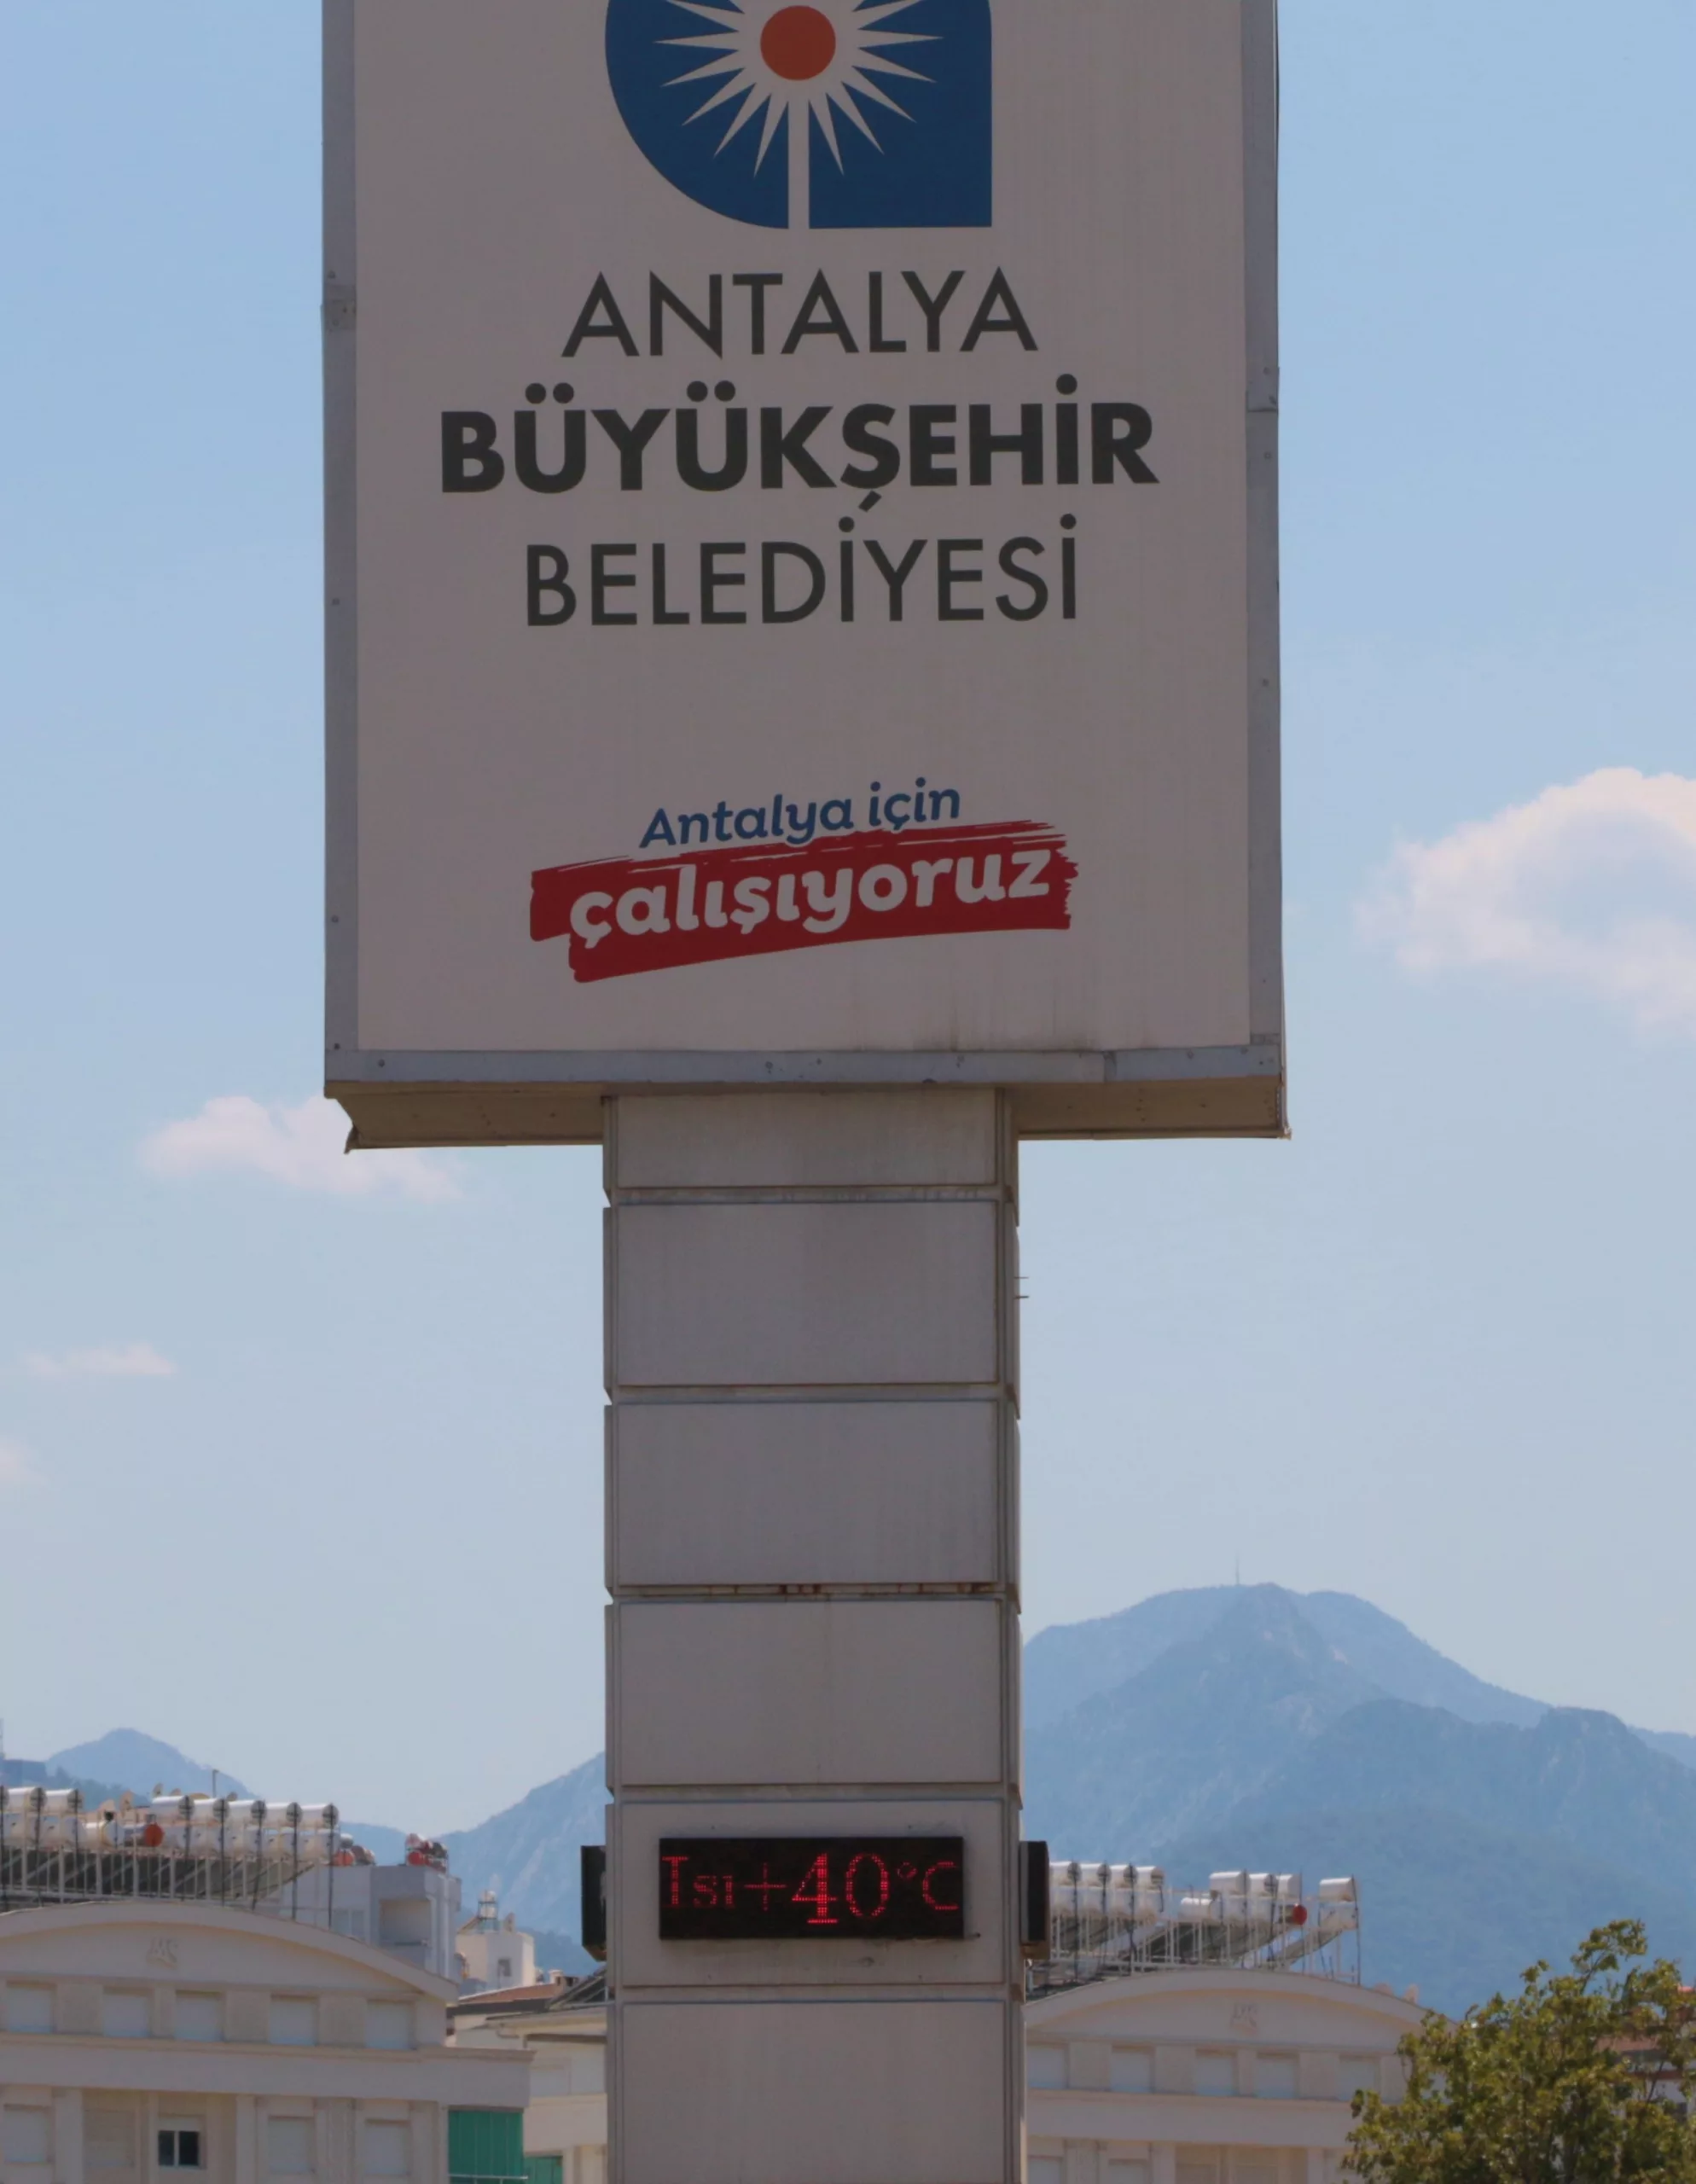 ANTALYA
BÜYÜKŞEHİR
BELEDİYESİ
Antalya için
çalışıyoruz
Isı+40°C